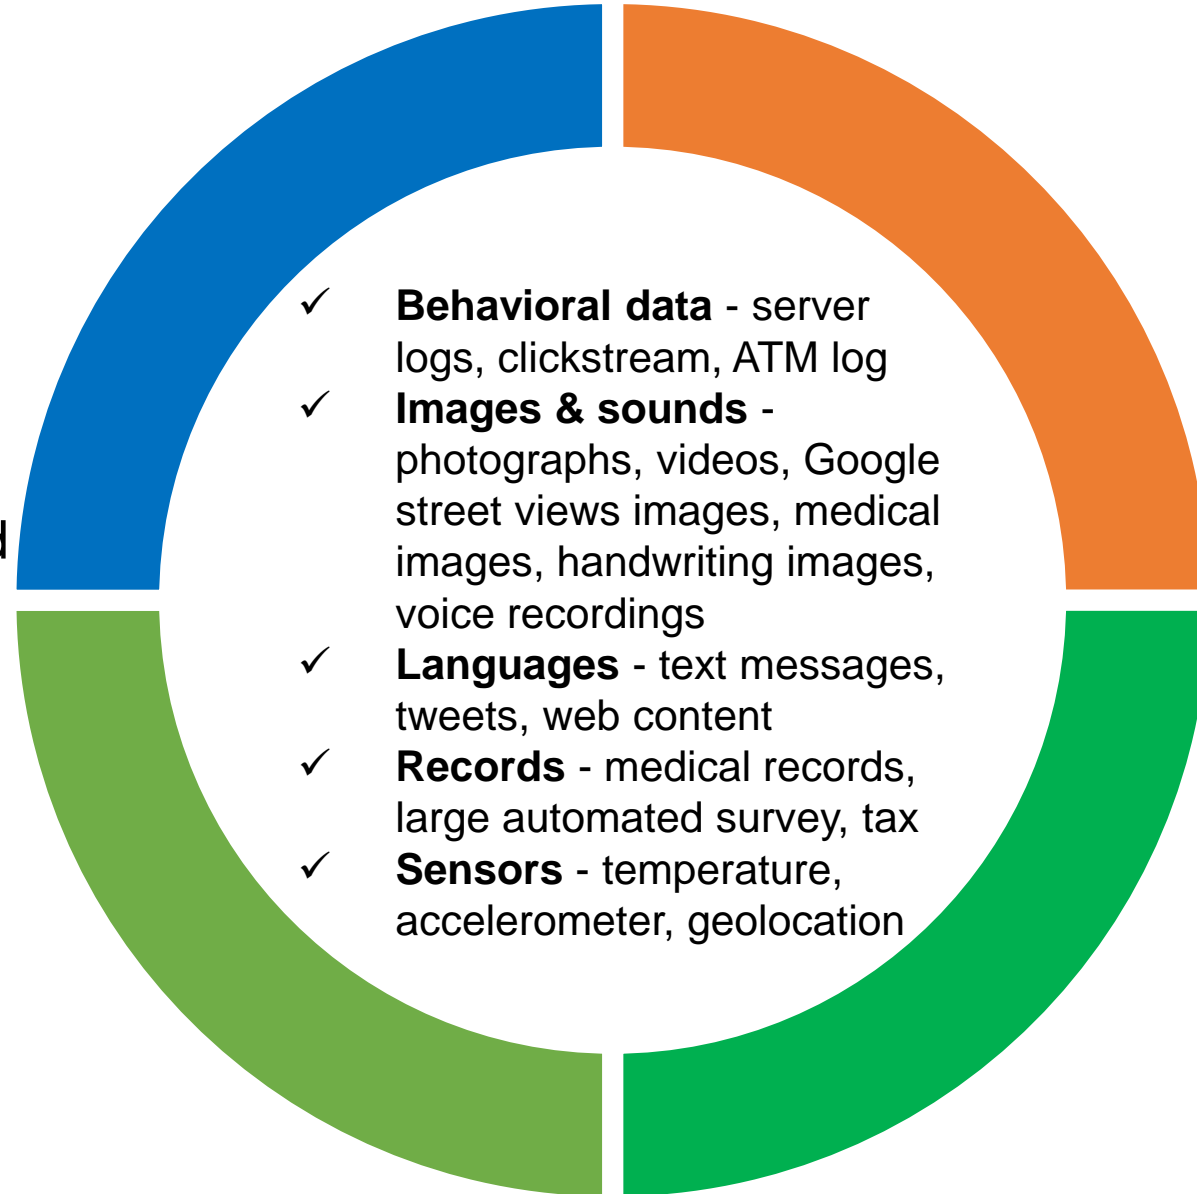 ✓ Behavioral data - server
logs, clickstream, ATM log
✓ Images & sounds -
photographs, videos, Google
street views images, medical
images, handwriting images,
voice recordings
✓ Languages - text messages,
tweets, web content
✓ Records - medical records,
large automated survey, tax
✓ Sensors - temperature,
accelerometer, geolocation